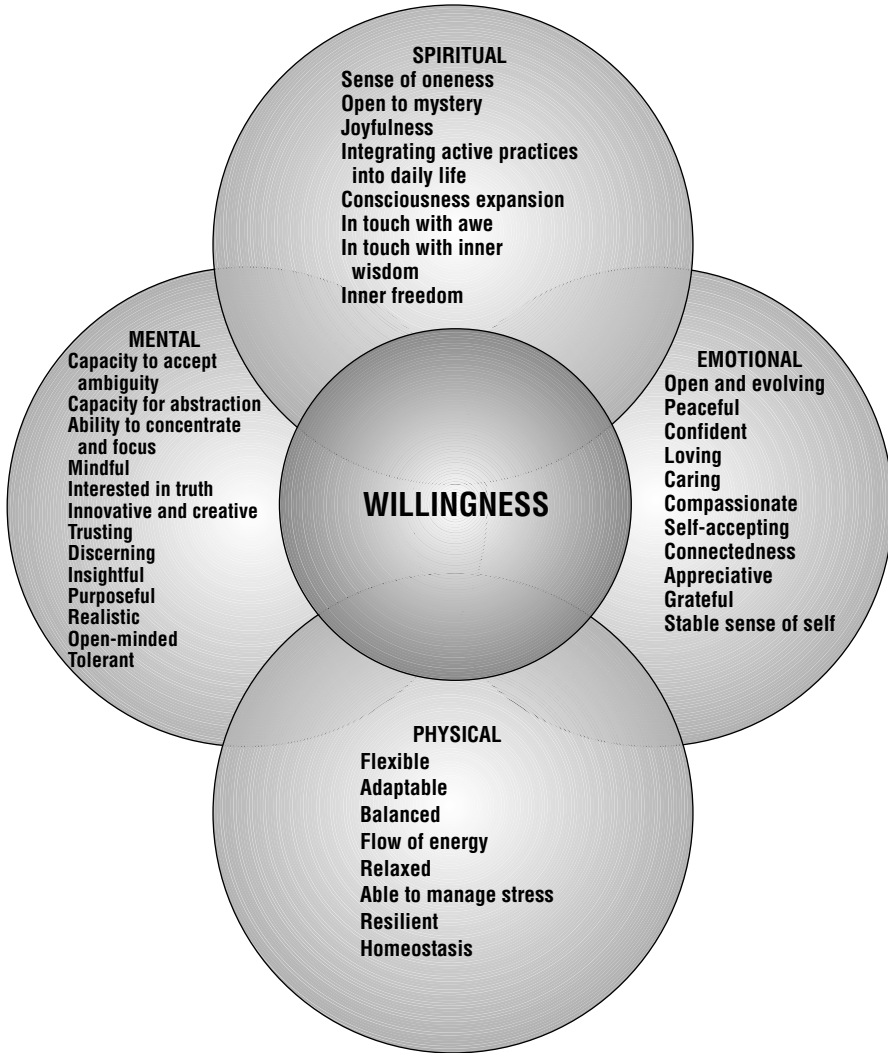 SPIRITUAL
Sense of oneness
Open to mystery
Joyfulness
Integrating active practices
into daily life
Consciousness expansion
In touch with awe
In touch with inner
wisdom
Inner freedom
MENTAL
Capacity to accept
ambiguity
Capacity for abstraction
Ability to concentrate
and focus
Mindful
Interested in truth
Innovative and creative
Trusting
Discerning
Insightful
Purposeful
Realistic
Open-minded
Tolerant
WILLINGNESS
EMOTIONAL
Open and evolving
Peaceful
Confident
Loving
Caring
Compassionate
Self-accepting
Connectedness
Appreciative
Grateful
Stable sense of self
PHYSICAL
Flexible
Adaptable
Balanced
Flow of energy
Relaxed
Able to manage stress
Resilient
Homeostasis